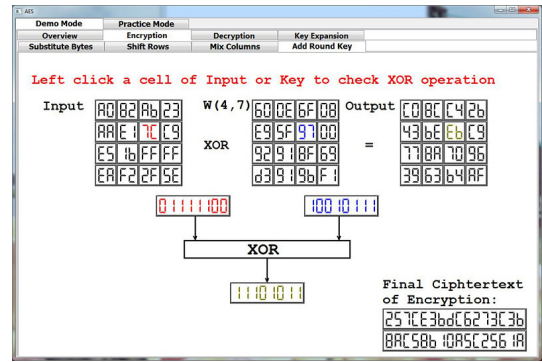 AES
Demo Mode Practice Mode
Overview Encryption Decryption Key Expansion
Substitute Bytes Shift Rows Mix Columns Add Round Key
Left click a cell of Input or Key to check XOR operation
Input W(4,7) Output
A0 82 Ab 23 60 0E 6F 08 C0 8C C4 2b
AA E1 7C C9 E9 5F 97 00 43 bE Eb C9
XOR =
E5 1b FF FF 92 91 8F 69 77 8A 70 96
EA F2 2F 5E d3 91 9b F1 39 63 b4 AF
01111100 10010111
XOR
11101011
Final Ciphtertext
of Encryption:
257CE3bdC6273C3b
8AC58b10A5C2561A